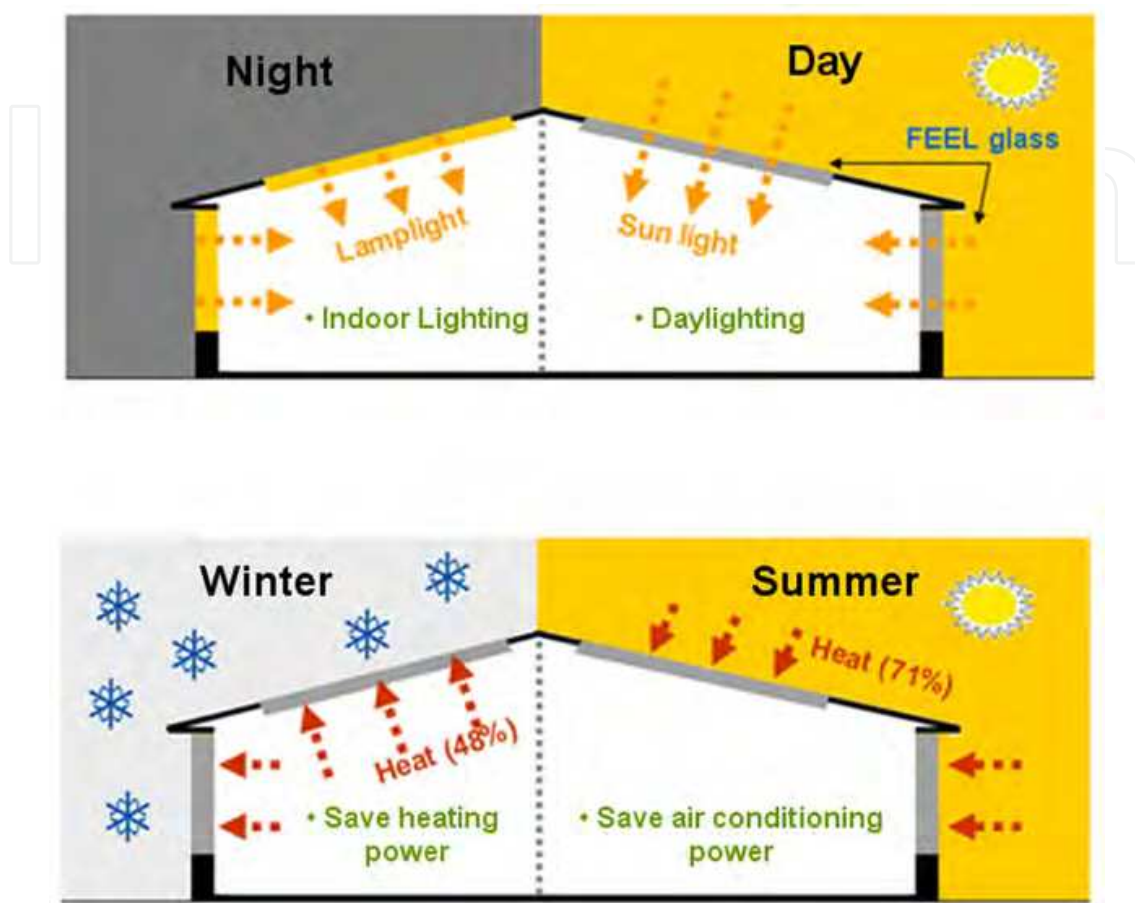 Night
Day
FEEL glass
Lamplight
Sun light
• Indoor Lighting
• Daylighting
Winter
Summer
Heat (48%)
Heat (71%)
• Save heating
power
• Save air conditioning
power